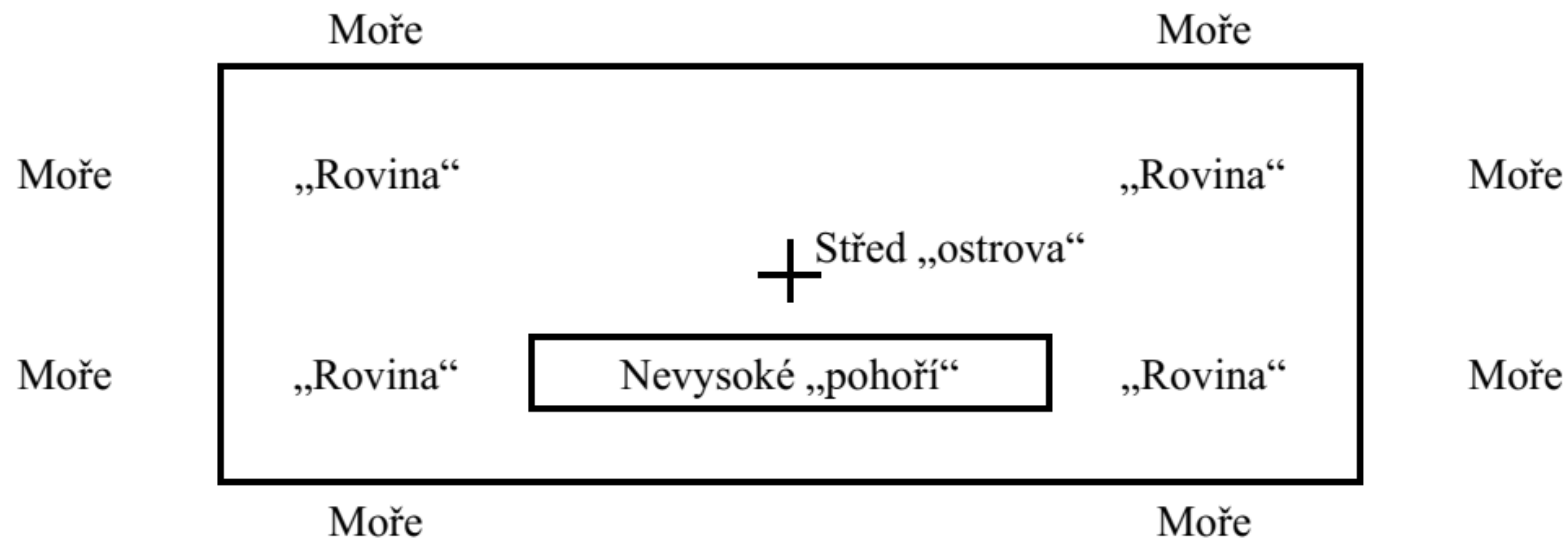 Moře Moře
Moře „Rovina“ „Rovina“ Moře
Střed „ostrova“
Moře „Rovina“ Nevysoké „pohoří“ „Rovina“ Moře
Moře Moře